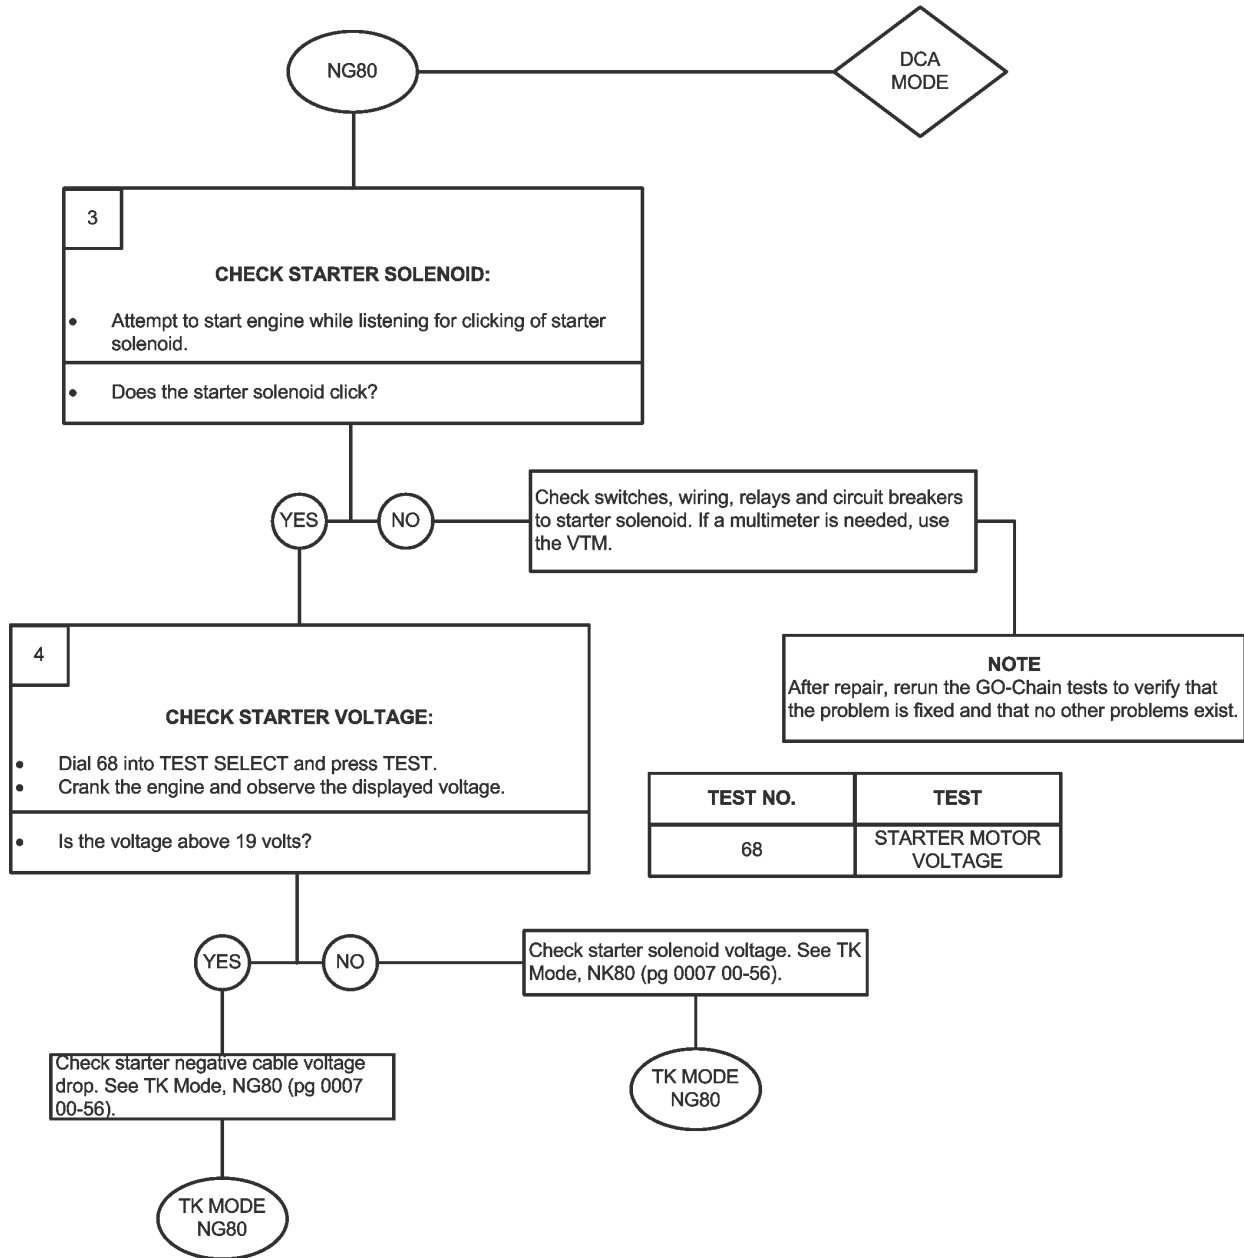 NG80
DCA
MODE
3
CHECK STARTER SOLENOID:
• Attempt to start engine while listening for clicking of starter
solenoid.
• Does the starter solenoid click?
YES
NO
Check switches, wiring, relays and circuit breakers
to starter solenoid. If a multimeter is needed, use
the VTM.
NOTE
After repair, rerun the GO-Chain tests to verify that
the problem is fixed and that no other problems exist.
4
CHECK STARTER VOLTAGE:
• Dial 68 into TEST SELECT and press TEST.
• Crank the engine and observe the displayed voltage.
• Is the voltage above 19 volts?
TEST NO.
TEST
68
STARTER MOTOR
VOLTAGE
YES
NO
Check starter solenoid voltage. See TK
Mode, NK80 (pg 0007 00-56).
TK MODE
NG80
Check starter negative cable voltage
drop. See TK Mode, NG80 (pg 0007
00-56).
TK MODE
NG80